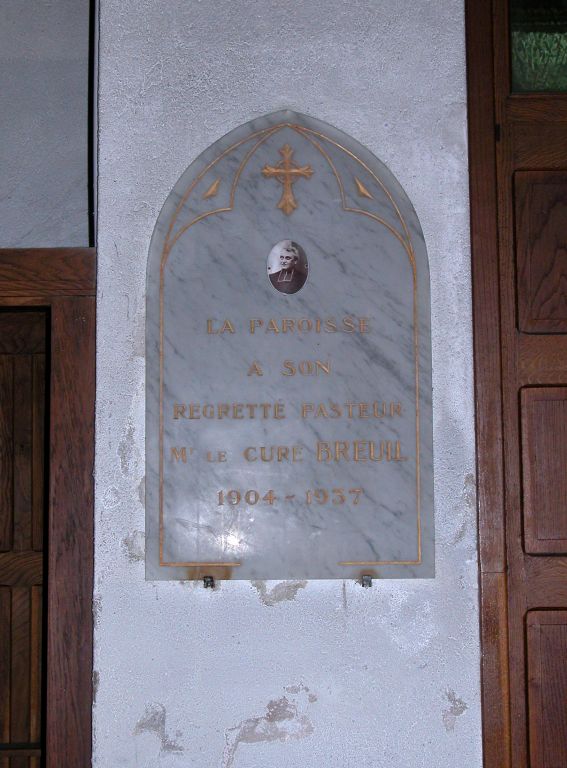 LA PAROISSE
A SON
REGRETTÉ PASTEUR
Mr LE CURÉ BREUIL
1904-1937